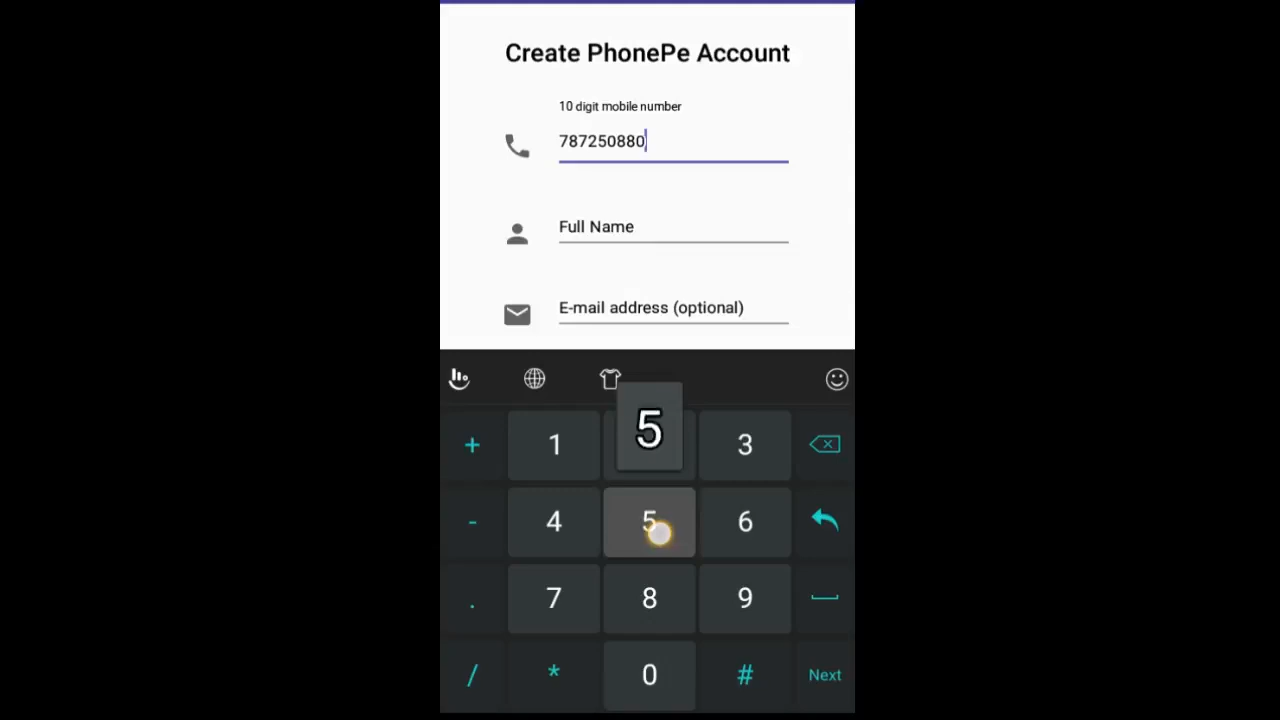 Create PhonePe Account
10 digit mobile number
787250880
Full Name
E-mail address (optional)
5
+ 1 3
- 4 5 6
. 7 8 9
/ * 0 # Next